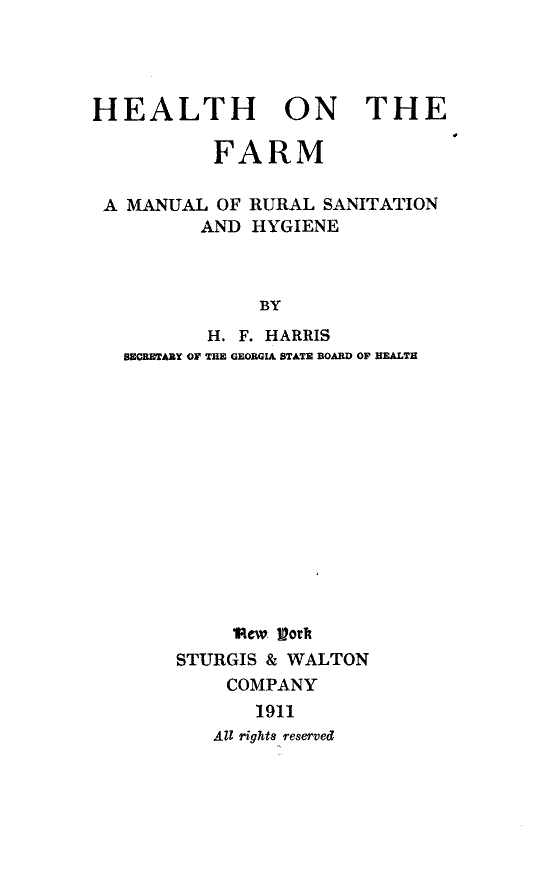 HEALTH ON THE
FARM
A MANUAL OF RURAL SANITATION
AND HYGIENE
BY
H. F. HARRIS
SECRETARY OF THE GEORGIA STATE BOARD OF HEALTH
New York
STURGIS & WALTON
COMPANY
1911
All rights reserved